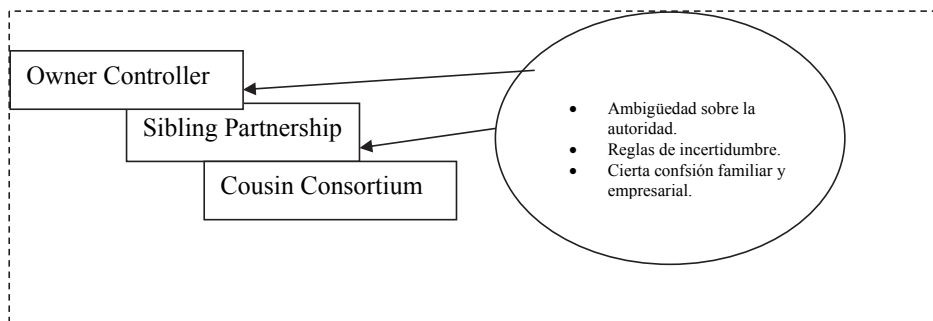 Owner Controller
Sibling Partnership
Cousin Consortium
• Ambigüedad sobre la
autoridad.
• Reglas de incertidumbre.
• Cierta confsión familiar y
empresarial.